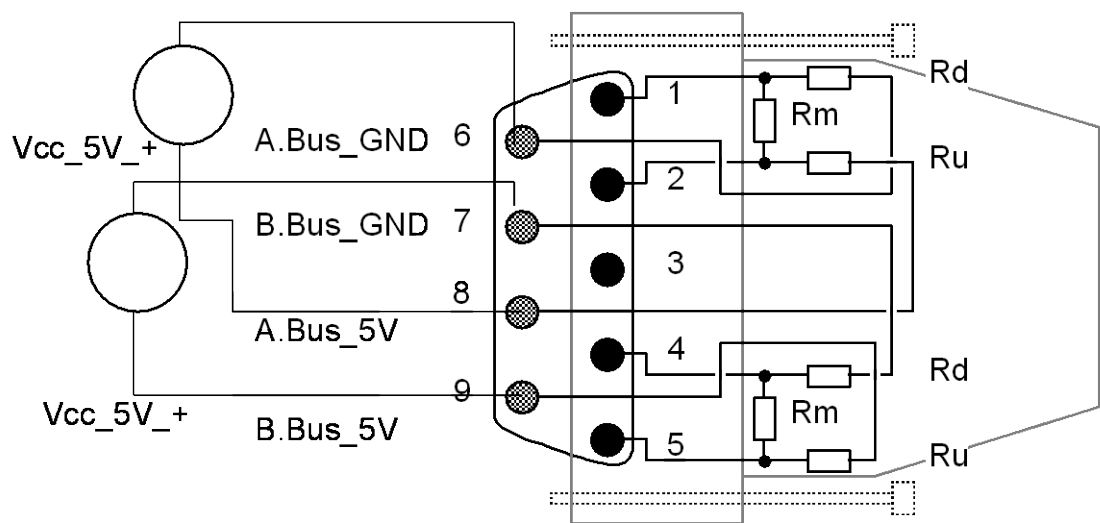 1
Rd
Rm
Vcc_5V_+
A.Bus_GND
6
2
Ru
B.Bus_GND
7
3
8
A.Bus_5V
4
Rd
9
Vcc_5V_+
Rm
B.Bus_5V
5
Ru